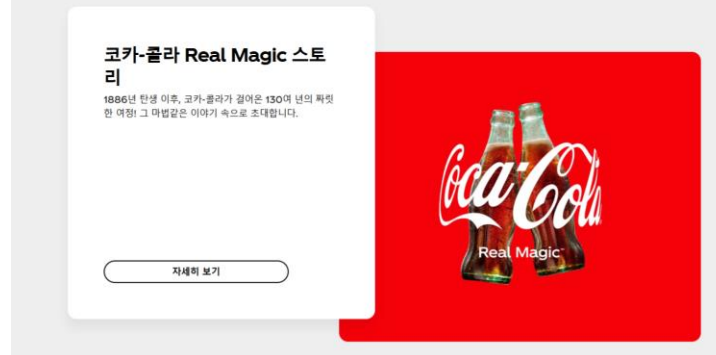 코카-콜라 Real Magic 스토
리
1886년 탄생 이후, 코카-콜라가 걸어온 130여 년의 짜릿
한 여정! 그 마법같은 이야기 속으로 초대합니다.
자세히 보기
Coca-Cola
Real Magic™